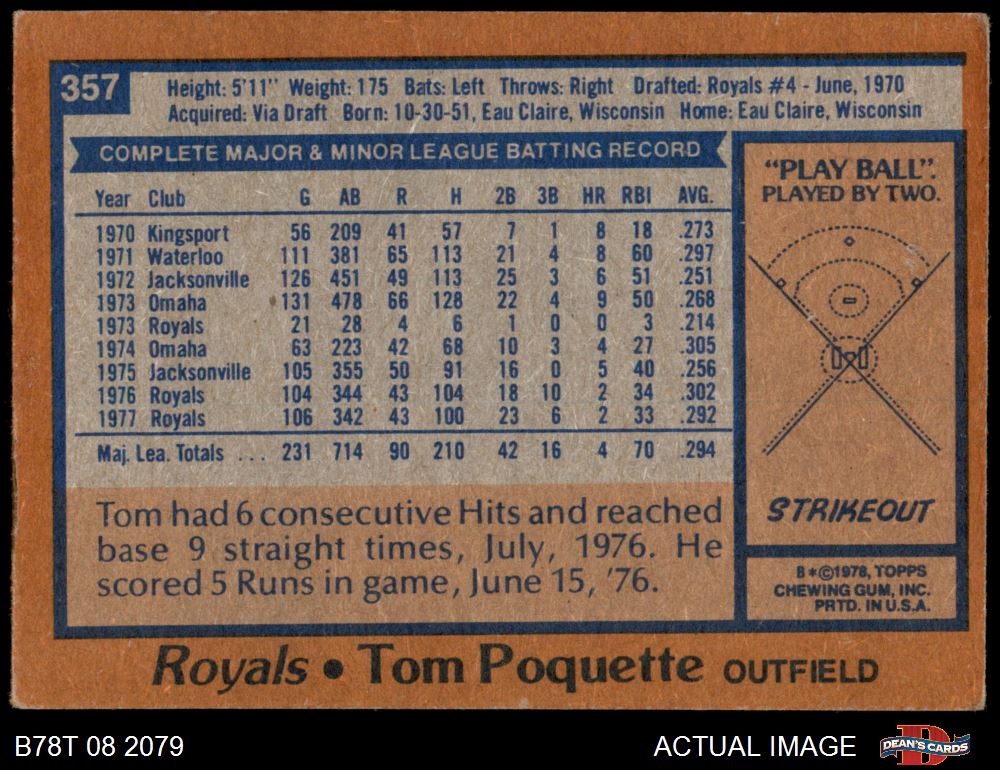 357
Height: 5'11" Weight: 175 Bats: Left Throws: Right Drafted: Royals #4 - June, 1970
Acquired: Via Draft Born: 10-30-51, Eau Claire, Wisconsin Home: Eau Claire, Wisconsin
COMPLETE MAJOR & MINOR LEAGUE BATTING RECORD
Year Club G AB R H 2B 3B HR RBI AVG.
1970 Kingsport 56 209 41 57 7 1 8 18 .273
1971 Waterloo 111 381 65 113 21 4 8 60 .297
1972 Jacksonville 126 451 49 113 25 3 6 51 .251
1973 Omaha 131 478 66 128 22 4 9 50 .268
1973 Royals 21 28 4 6 1 0 0 3 .214
1974 Omaha 63 223 42 68 10 3 4 27 .305
1975 Jacksonville 105 355 50 91 16 0 5 40 .256
1976 Royals 104 344 43 104 18 10 2 34 .302
1977 Royals 106 342 43 100 23 6 2 33 .292
Maj. Lea. Totals ... 231 714 90 210 42 16 4 70 .294
Tom had 6 consecutive Hits and reached
base 9 straight times, July, 1976. He
scored 5 Runs in game, June 15, '76.
"PLAY BALL".
PLAYED BY TWO.
STRIKEOUT
B*©1978, TOPPS
CHEWING GUM, INC.
PRTD. IN U.S.A.
Royals • Tom Poquette OUTFIELD
B78T 08 2079
ACTUAL IMAGE
DEAN'S CARDS